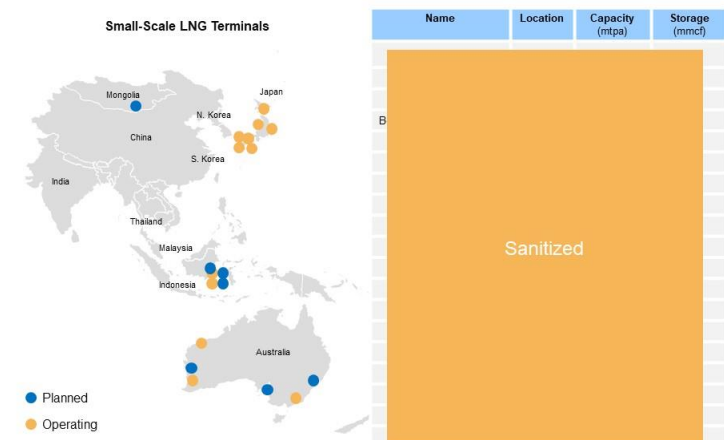 Small-Scale LNG Terminals
Name
Location
Capacity
(mtpa)
Storage
(mmcf)
Mongolia
Japan
N. Korea
China
S. Korea
India
Thailand
Malaysia
Indonesia
Australia
Planned
Operating
B
Sanitized